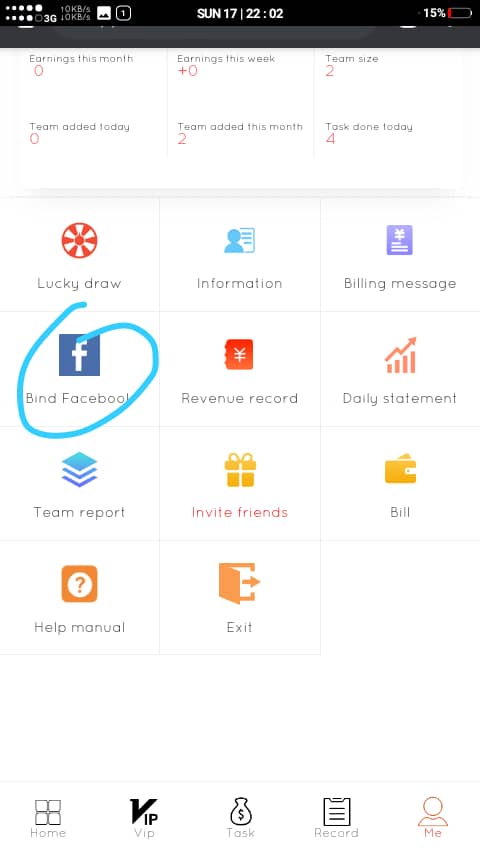 3G
↑0KB/s
↓0KB/s
1
SUN 17 | 22 : 02
15%
Earnings this month
0
Earnings this week
+0
Team size
2
Team added today
0
Team added this month
2
Task done today
4
Lucky draw
Information
Billing message
Bind Facebook
Revenue record
Daily statement
Team report
Invite friends
Bill
Help manual
Exit
Home
VIP
Vip
Task
Record
Me